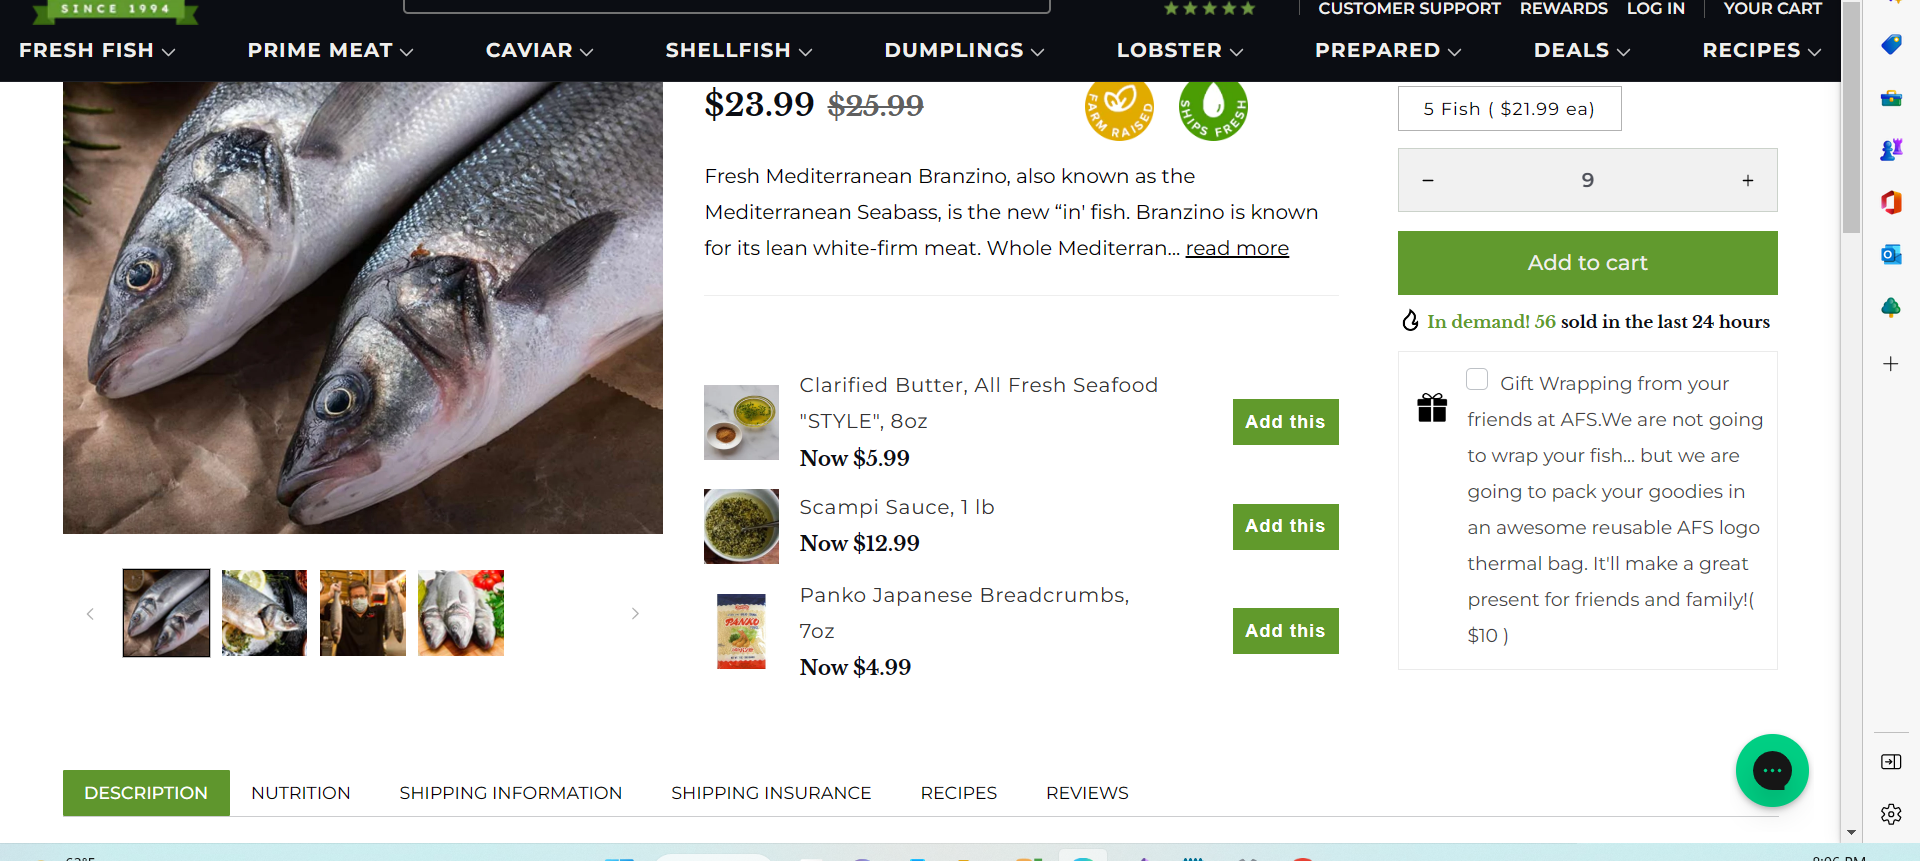 SINCE 1994
CUSTOMER SUPPORT REWARDS LOG IN YOUR CART
FRESH FISH PRIME MEAT CAVIAR SHELLFISH DUMPLINGS LOBSTER PREPARED DEALS RECIPES
$23.99 $25.99
FARM RAISED
SHIPS FRESH
Fresh Mediterranean Branzino, also known as the
Mediterranean Seabass, is the new “in' fish. Branzino is known
for its lean white-firm meat. Whole Mediterran... read more
Clarified Butter, All Fresh Seafood
"STYLE", 8oz
Now $5.99
Add this
Scampi Sauce, 1 lb
Now $12.99
Add this
PANKO
Panko Japanese Breadcrumbs,
7oz
Now $4.99
Add this
5 Fish ( $21.99 ea)
− 9 +
Add to cart
In demand! 56 sold in the last 24 hours
Gift Wrapping from your
friends at AFS.We are not going
to wrap your fish... but we are
going to pack your goodies in
an awesome reusable AFS logo
thermal bag. It'll make a great
present for friends and family!(
$10 )
DESCRIPTION NUTRITION SHIPPING INFORMATION SHIPPING INSURANCE RECIPES REVIEWS